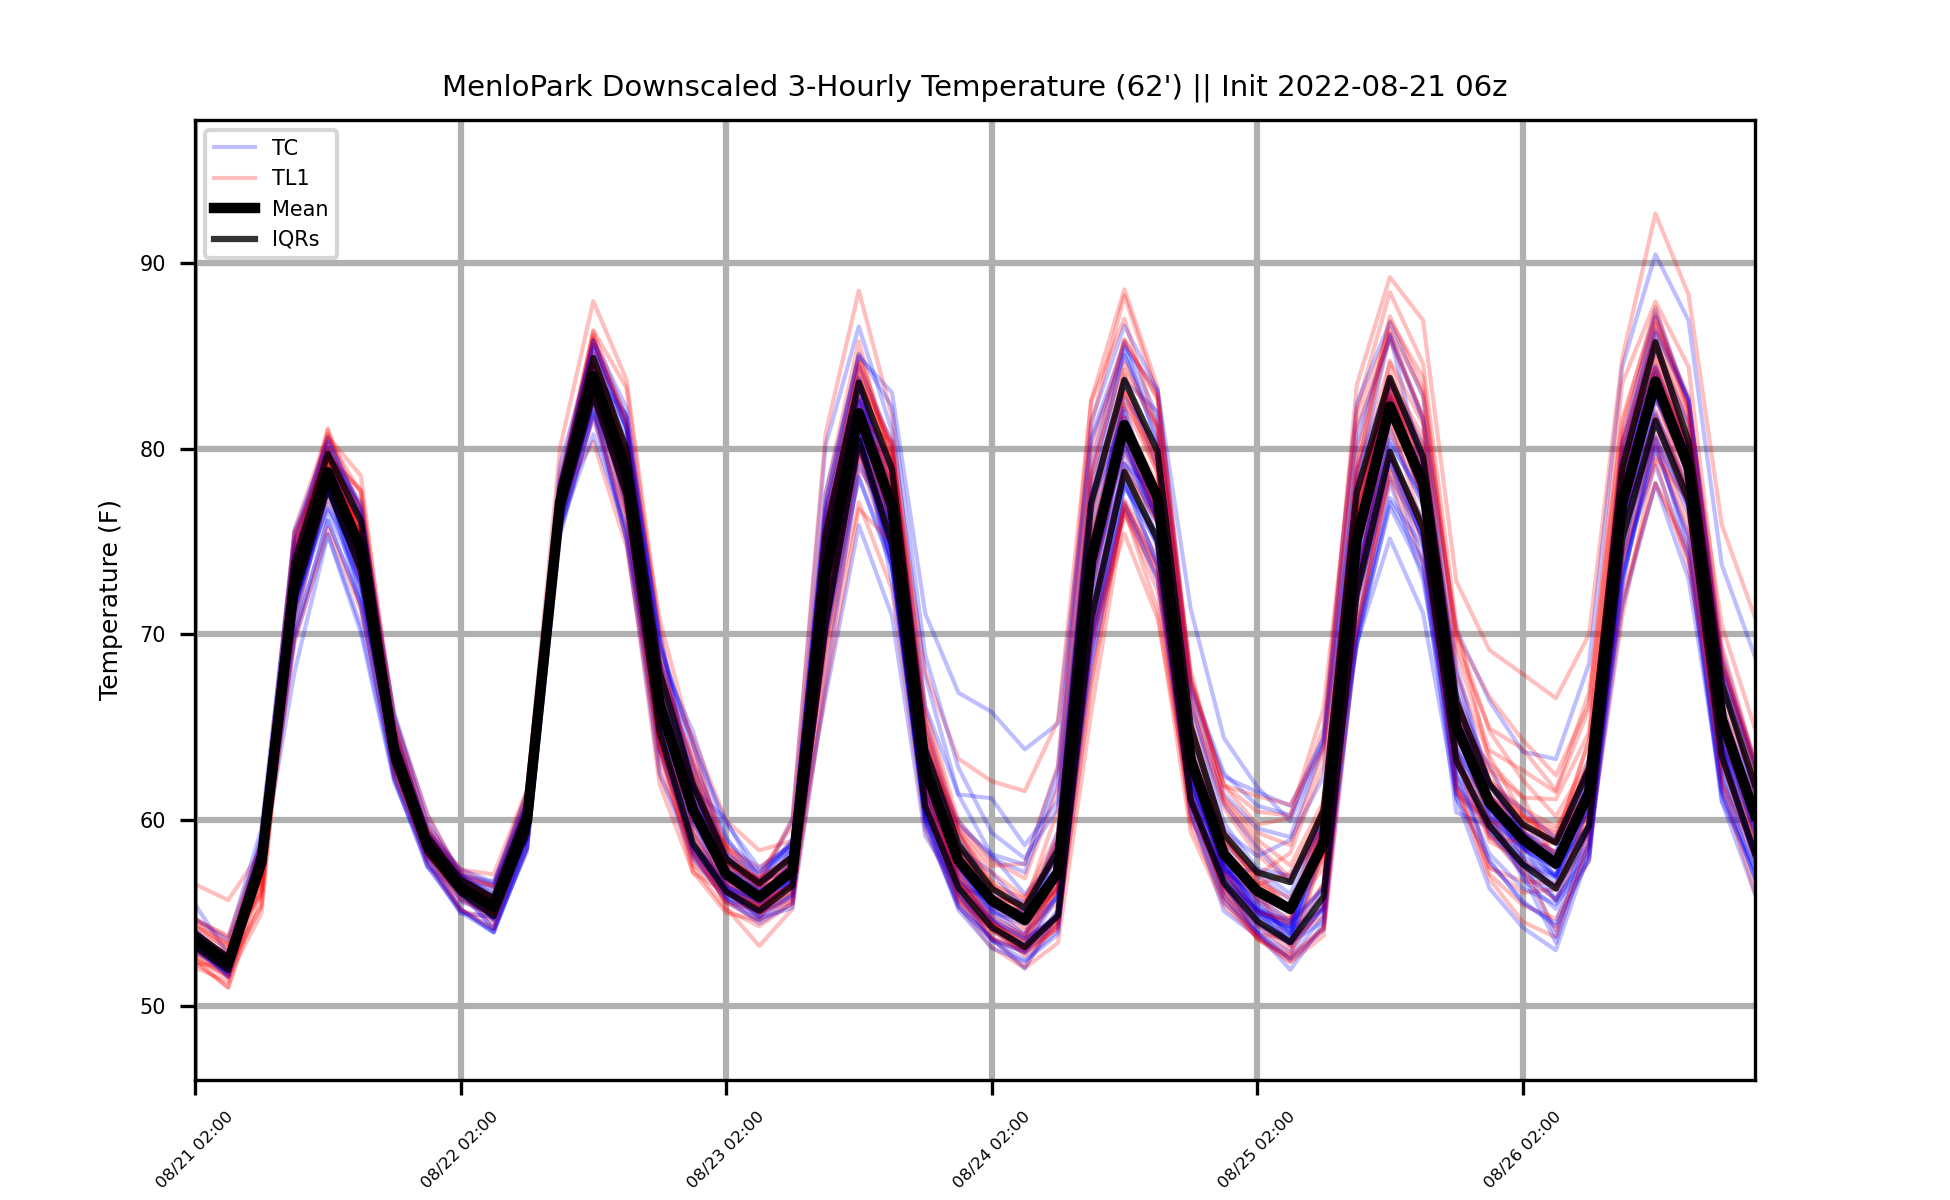 MenloPark Downscaled 3-Hourly Temperature (62') || Init 2022-08-21 06z
TC
TL1
Mean
IQRs
Temperature (F)
90
80
70
60
50
08/21 02:00
08/22 02:00
08/23 02:00
08/24 02:00
08/25 02:00
08/26 02:00